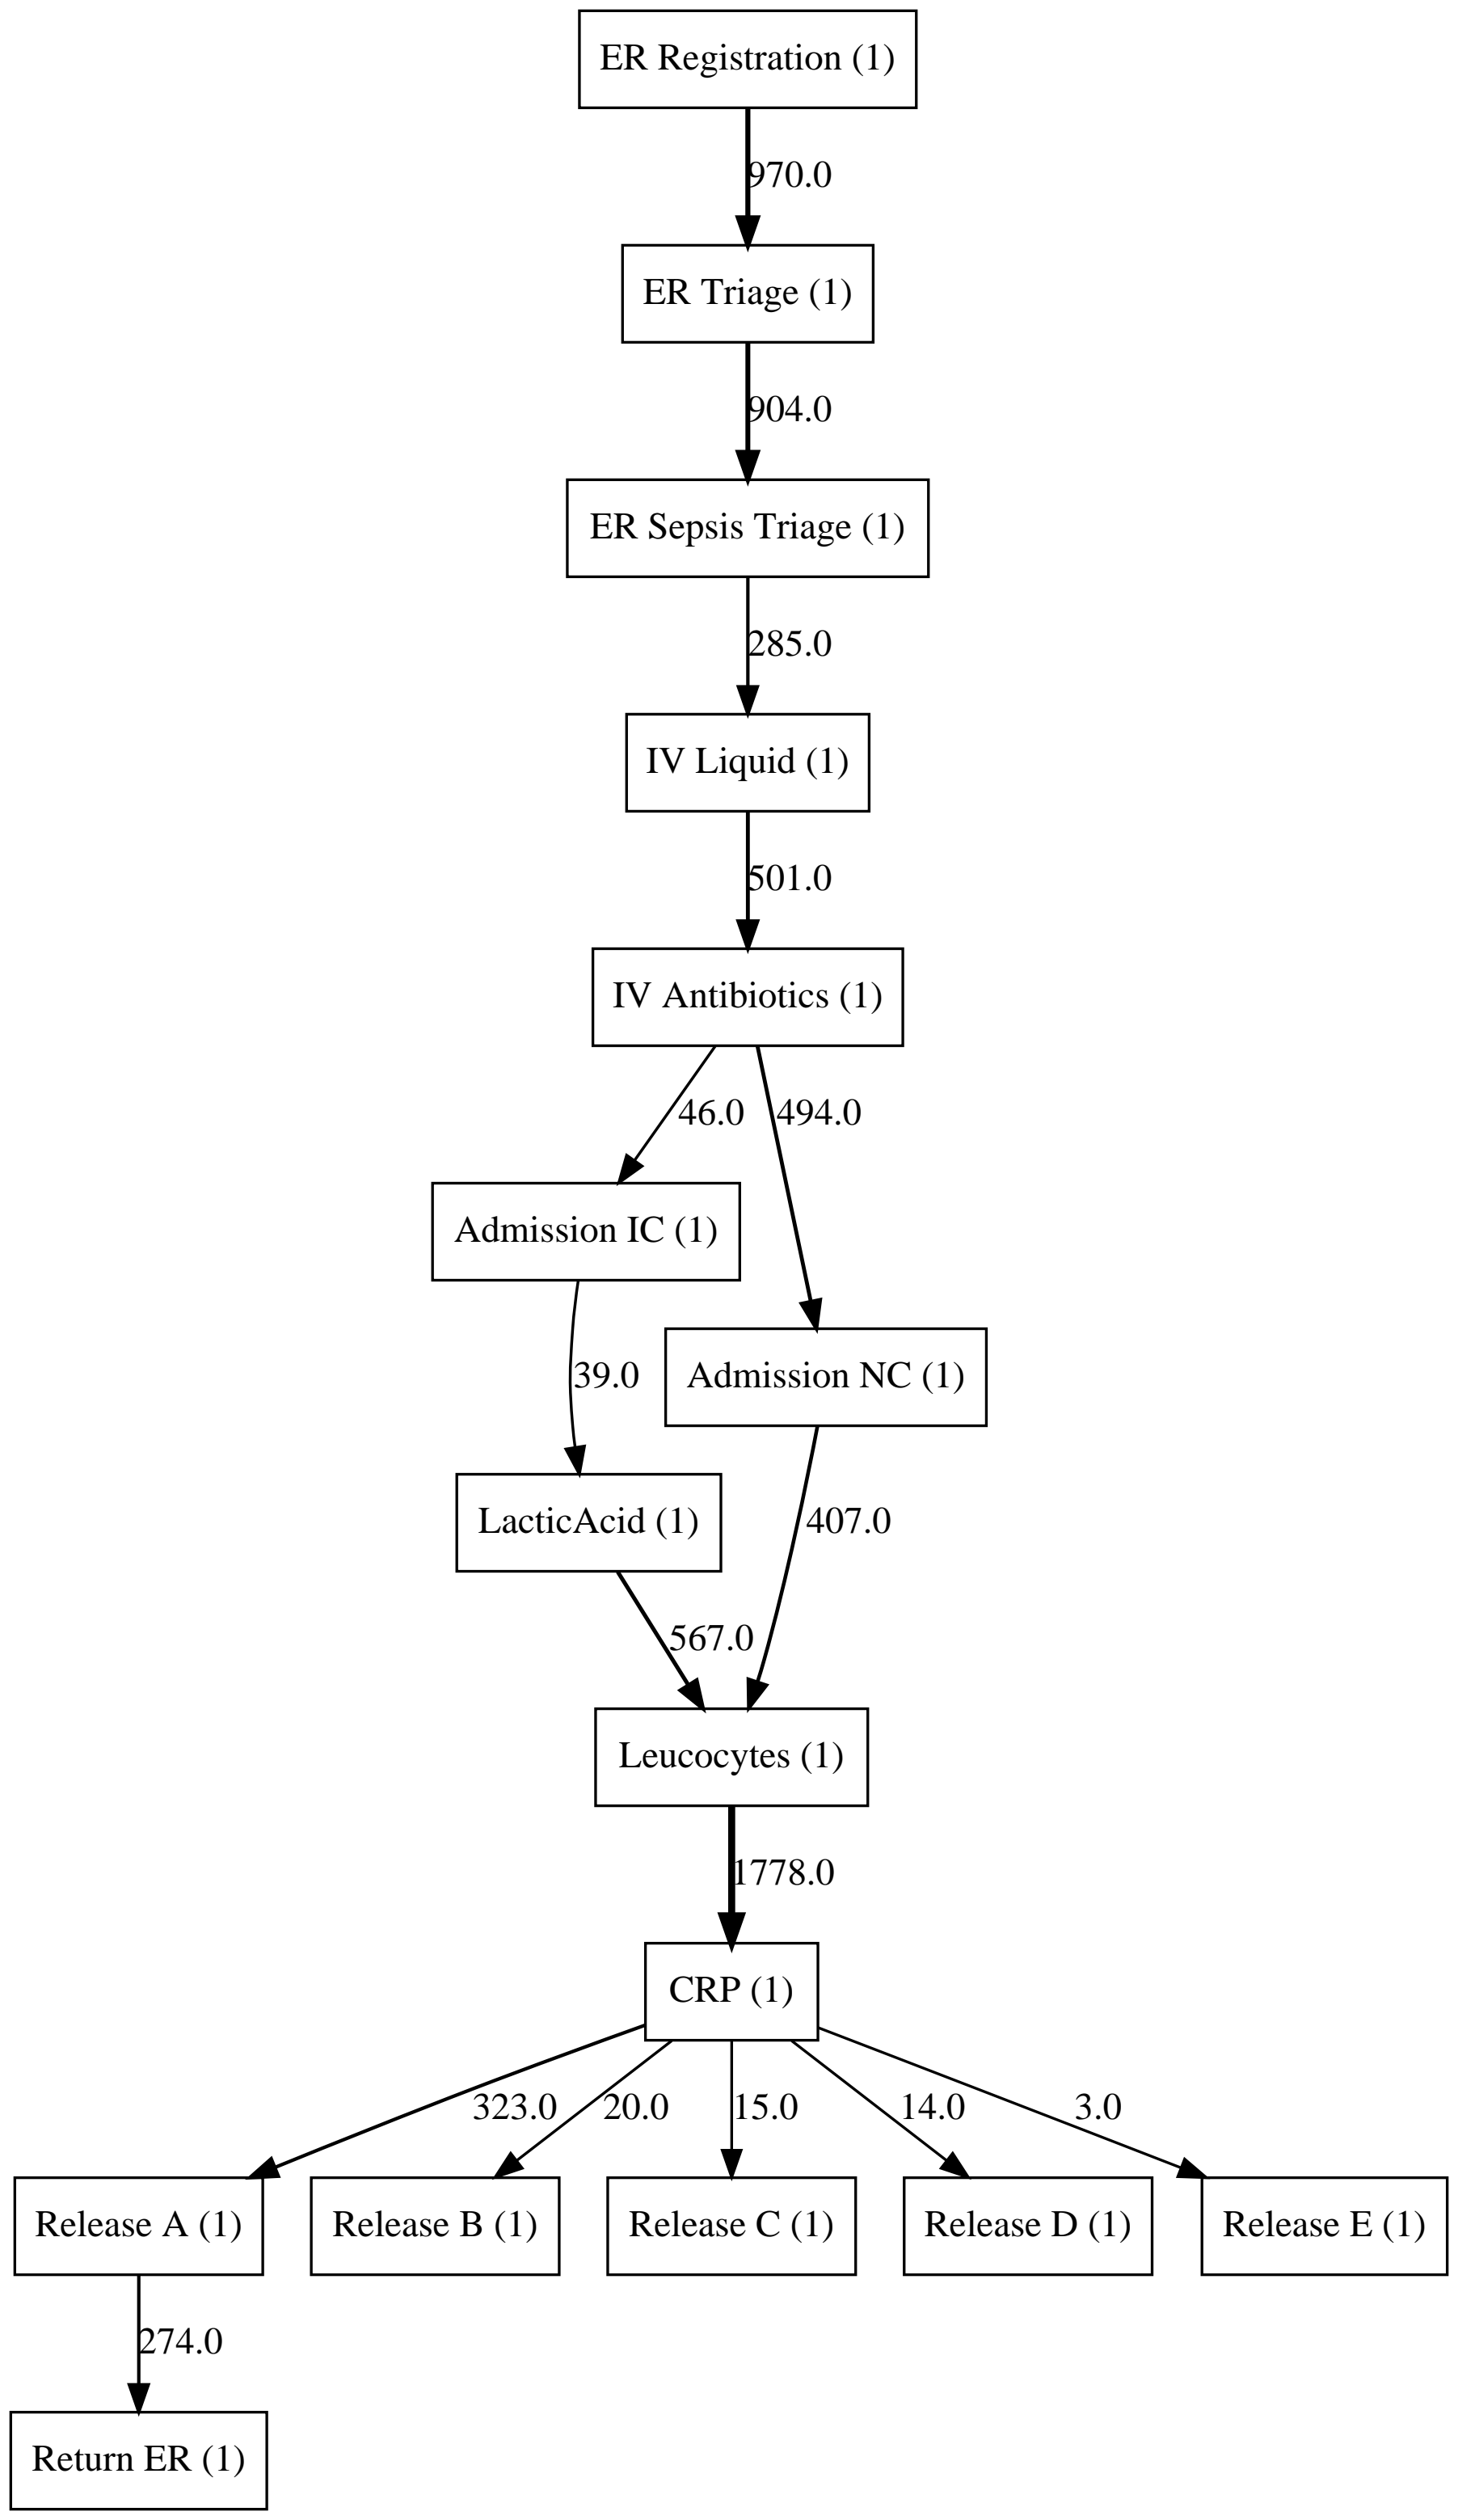 ER Registration (1)
970.0
ER Triage (1)
904.0
ER Sepsis Triage (1)
285.0
IV Liquid (1)
501.0
IV Antibiotics (1)
46.0
494.0
Admission IC (1)
39.0
Admission NC (1)
LacticAcid (1)
407.0
567.0
Leucocytes (1)
1778.0
CRP (1)
323.0
20.0
15.0
14.0
3.0
Release A (1)
Release B (1)
Release C (1)
Release D (1)
Release E (1)
274.0
Return ER (1)